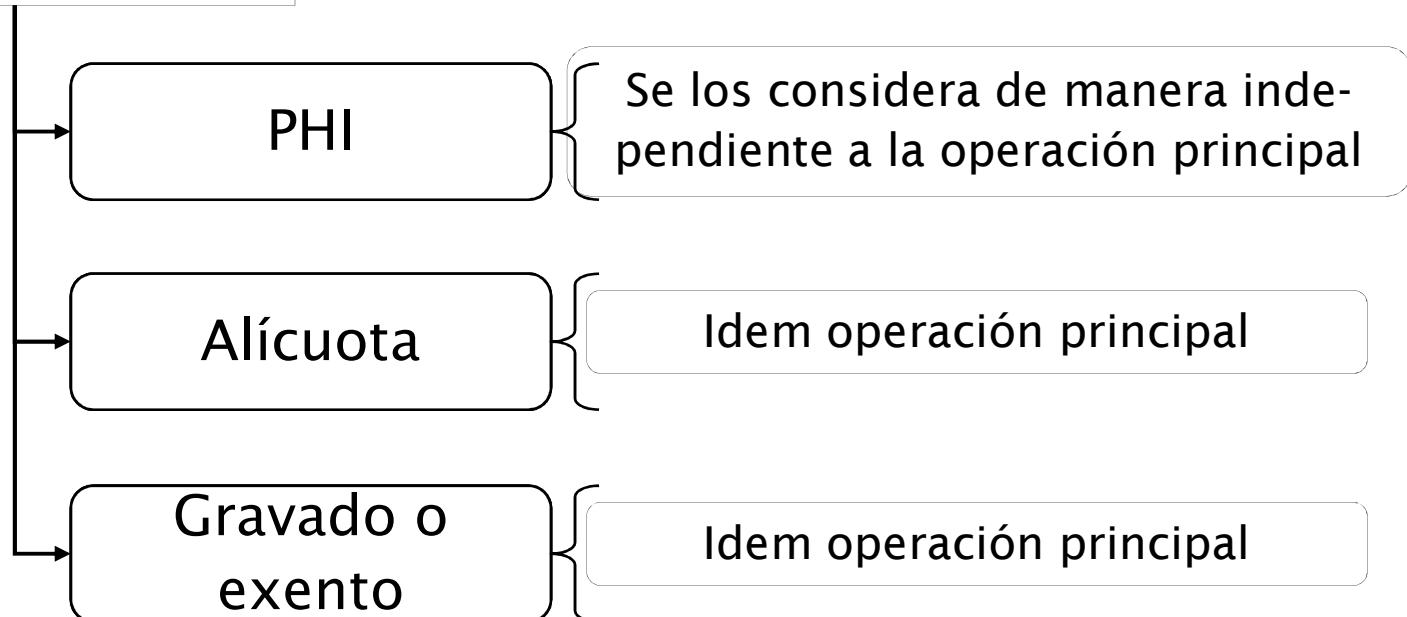 PHI
Se los considera de manera inde-
pendiente a la operación principal
Alícuota
Idem operación principal
Gravado o
exento
Idem operación principal